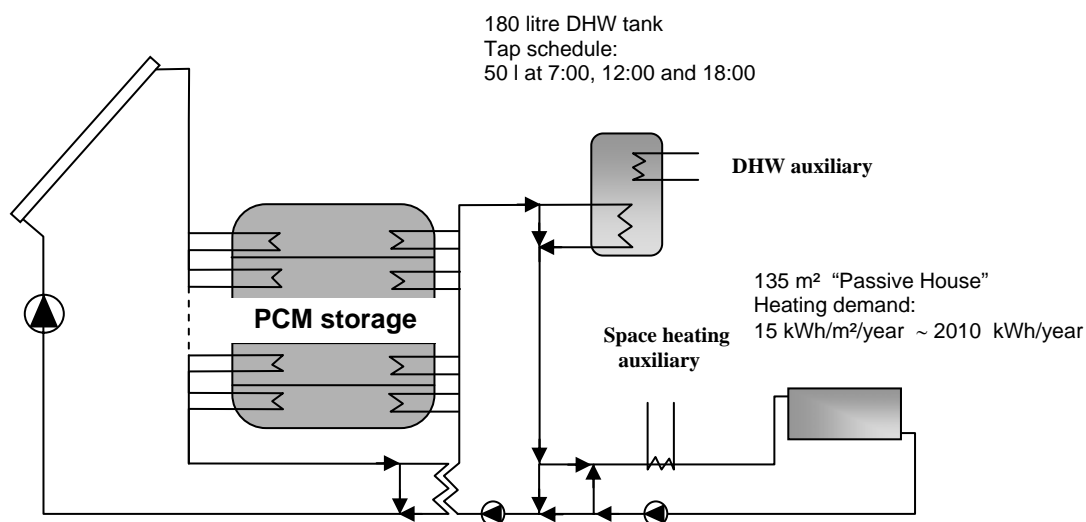 180 litre DHW tank
Tap schedule:
50 l at 7:00, 12:00 and 18:00
DHW auxiliary
135 m² “Passive House”
Heating demand:
15 kWh/m²/year ~ 2010 kWh/year
PCM storage
Space heating
auxiliary